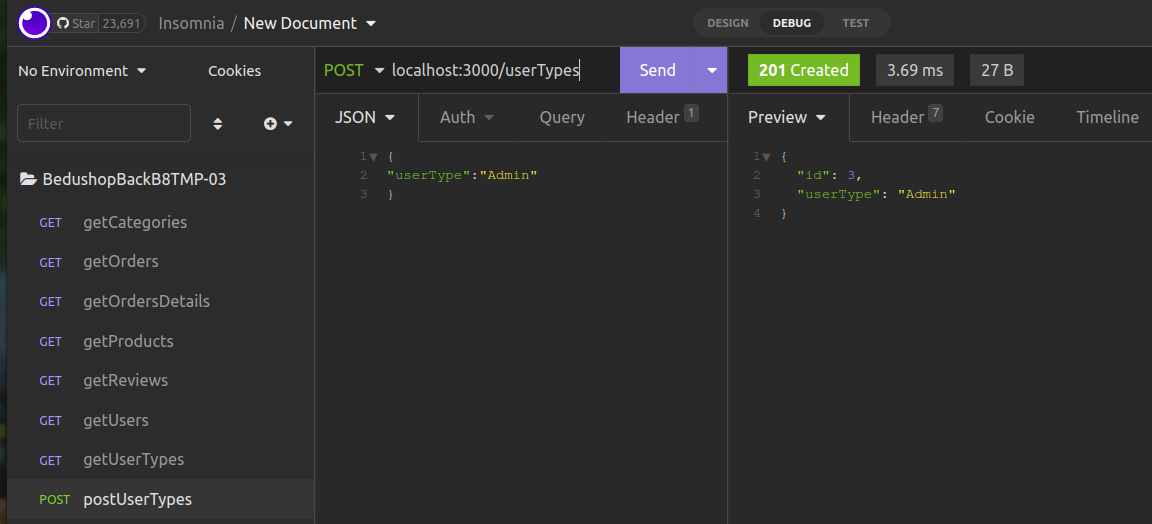 Star 23,691 Insomnia / New Document DESIGN DEBUG TEST
No Environment Cookies
POST localhost:3000/userTypes Send
201 Created 3.69 ms 27 B
Filter
JSON Auth Query Header 1
Preview Header 7 Cookie Timeline
BedushopBackB8TMP-03
GET getCategories
GET getOrders
GET getOrdersDetails
GET getProducts
GET getReviews
GET getUsers
GET getUserTypes
POST postUserTypes
1 {
2 "userType":"Admin"
3 }
1 {
2 "id": 3,
3 "userType": "Admin"
4 }